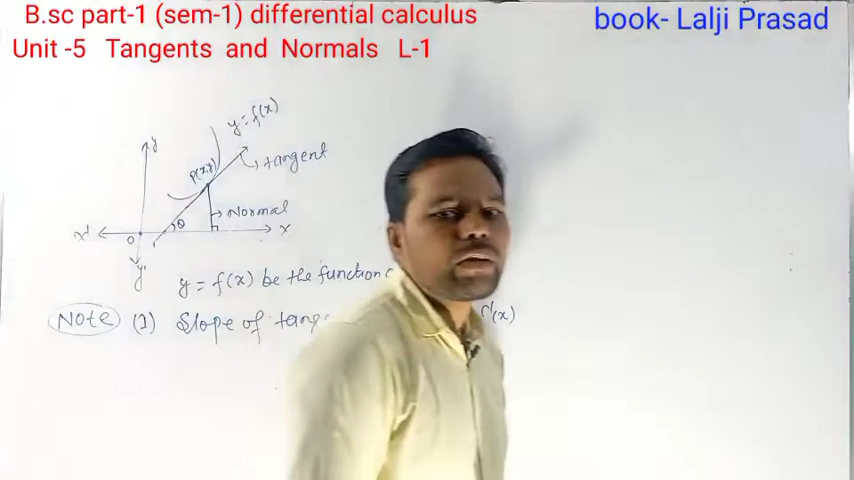 B.sc part-1 (sem-1) differential calculus
book- Lalji Prasad
Unit -5 Tangents and Normals L-1
y = f(x)
y
P(x,y)
tangent
Normal
θ
x' 0 x
y'
y = f(x) be the function
Note (1) Slope of (x)